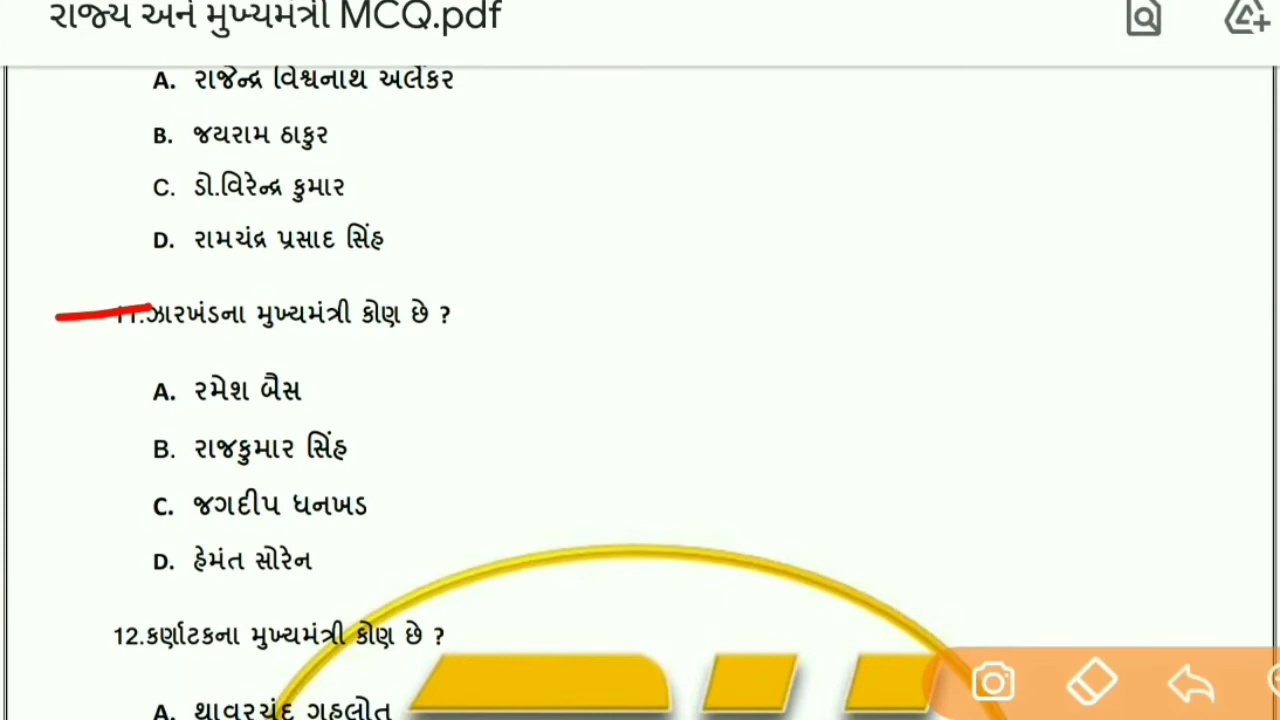 રાજ્ય અને મુખ્યમંત્રી MCQ.pdf
A. રાજેન્દ્ર વિશ્વનાથ અર્લેકર
B. જયરામ ઠાકુર
C. ડો.વિરેન્દ્ર કુમાર
D. રામચંદ્ર પ્રસાદ સિંહ
11.ઝારખંડના મુખ્યમંત્રી કોણ છે ?
A. રમેશ બૈસ
B. રાજકુમાર સિંહ
C. જગદીપ ધનખડ
D. હેમંત સોરેન
12.કર્ણાટકના મુખ્યમંત્રી કોણ છે ?
A. થાવરચંદ ગહલોત